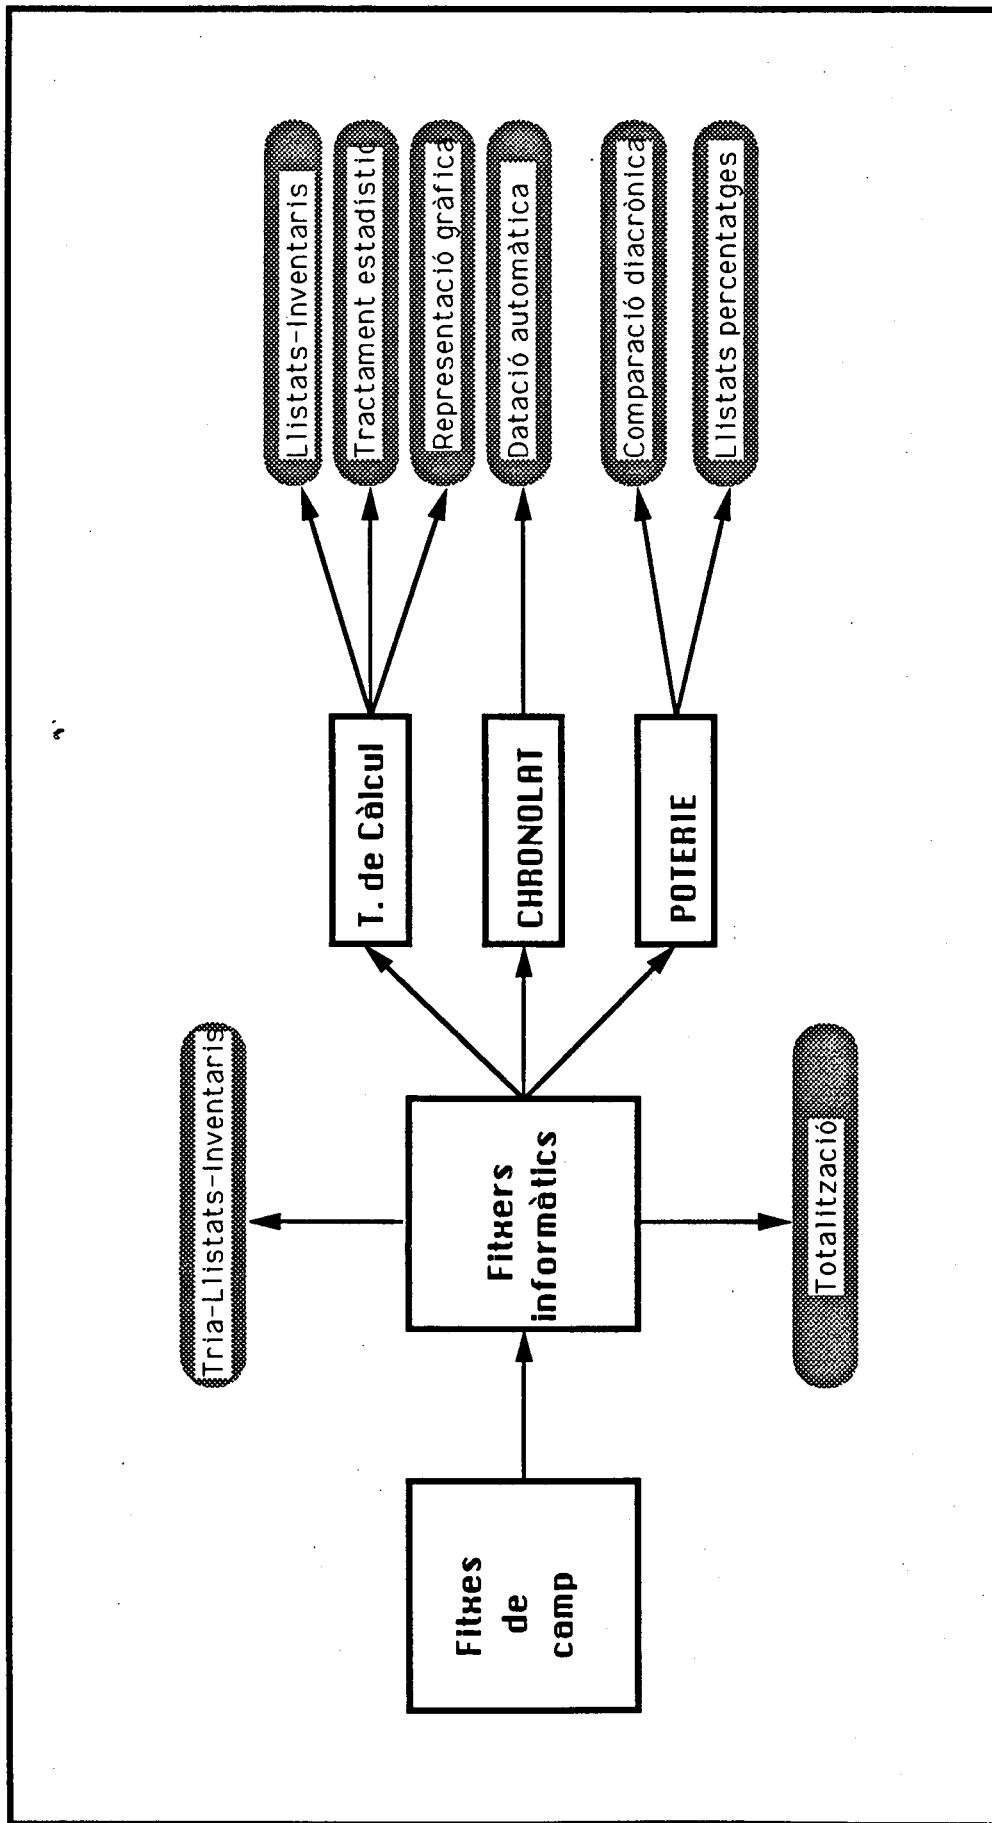 Fitxes
de
camp
Fitxers
informàtics
Tria-Llistats-Inventaris
Totalització
T. de Càlcul
CHRONOLAT
POTERIE
Llistats-Inventaris
Tractament estadístic
Representació gràfica
Datació automàtica
Comparació diacrònica
Llistats percentatges